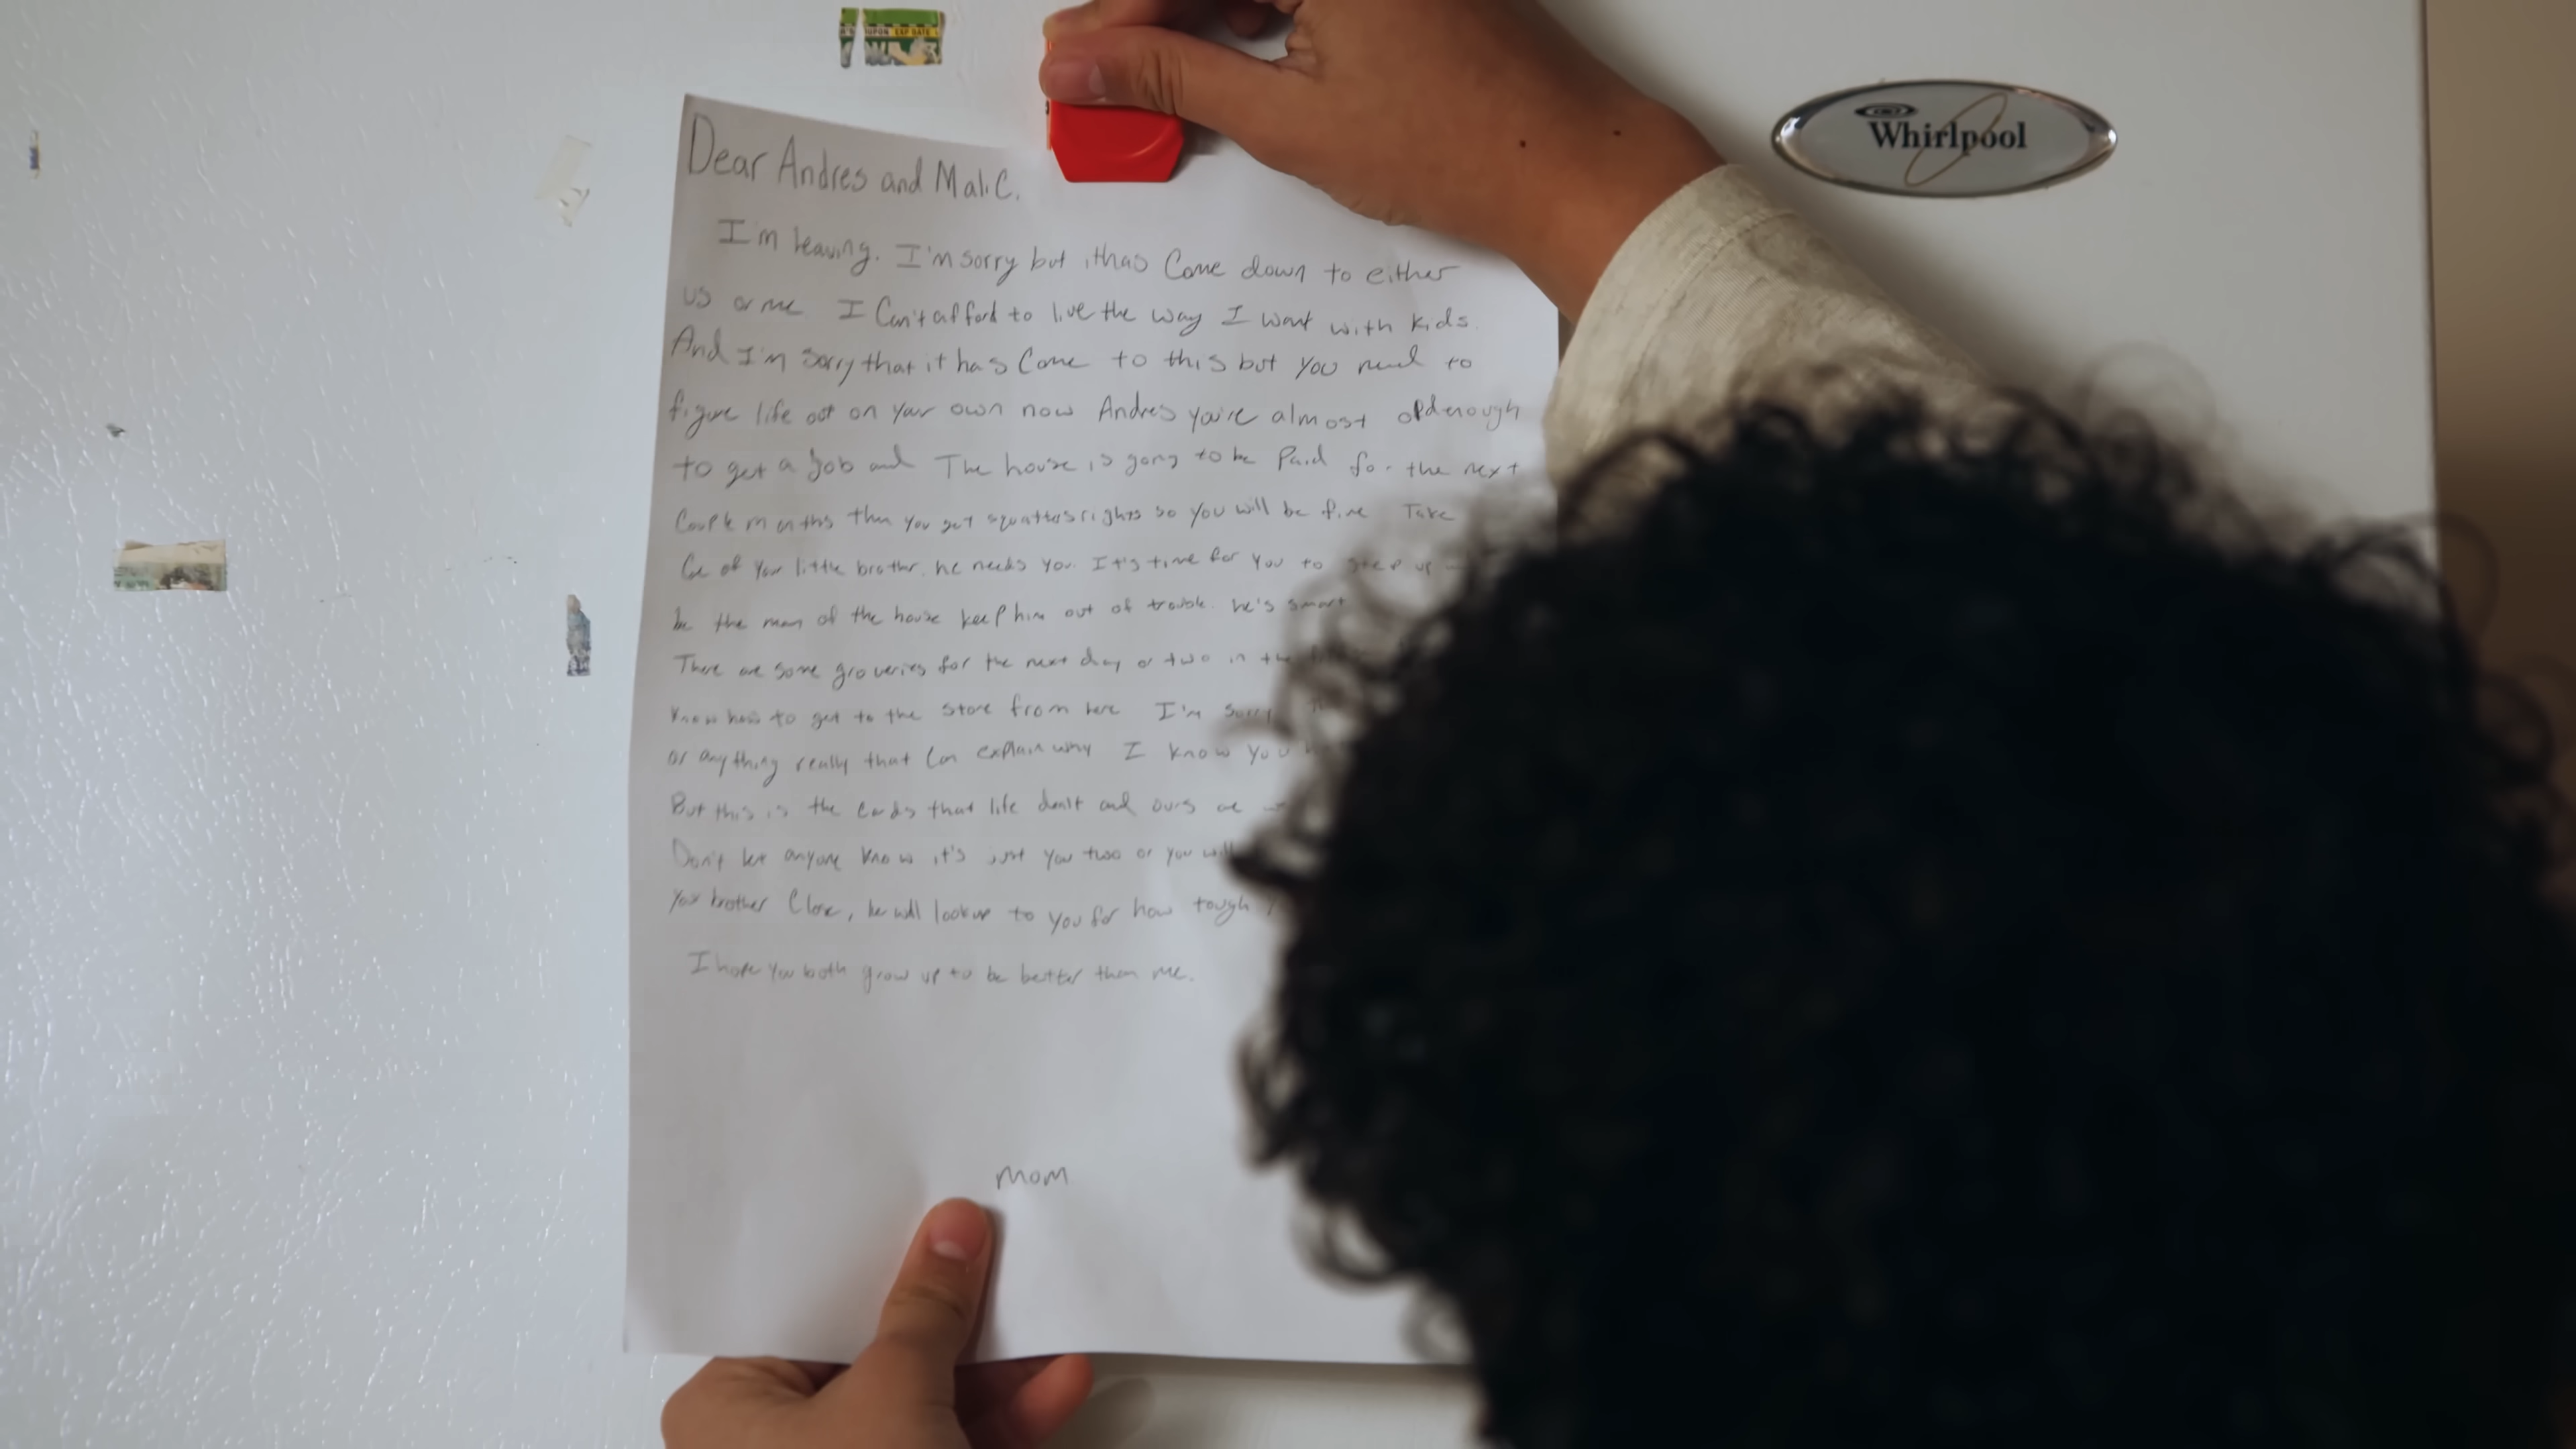 UPON EXP DATE
Whirlpool
Dear Andres and MaliC.
I'm leaving. I'm sorry but ithas Come down to either
us or me I Can't afford to live the way I want with kids.
And I'm sorry that it has Come to this but you need to
figure life out on your own now Andres you're almost old enough
to get a job and The house is going to be Paid for the next
Couple months then you get squatters rights so you will be fine Take
of your little brother. he needs you. It's time for you to step up
be the man of the house keep him out of trouble. he's smart
There are some groceries for the next day or two in the
know how to get to the store from here I'm sorry
or anything really that Can explain why I know you
But this is the cards that life dealt and ours are
Don't let anyone know it's just you two or you will
Your brother Close, he will look up to you for how tough
I hope you both grow up to be better than me.
mom